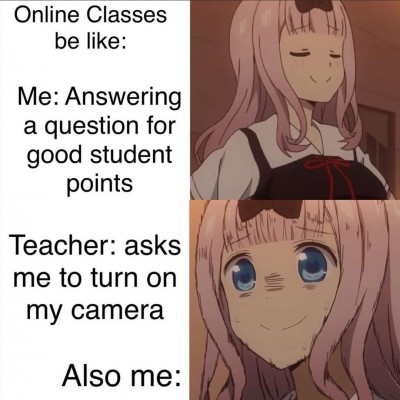 Online Classes
be like:
Me: Answering
a question for
good student
points
Teacher: asks
me to turn on
my camera
Also me: